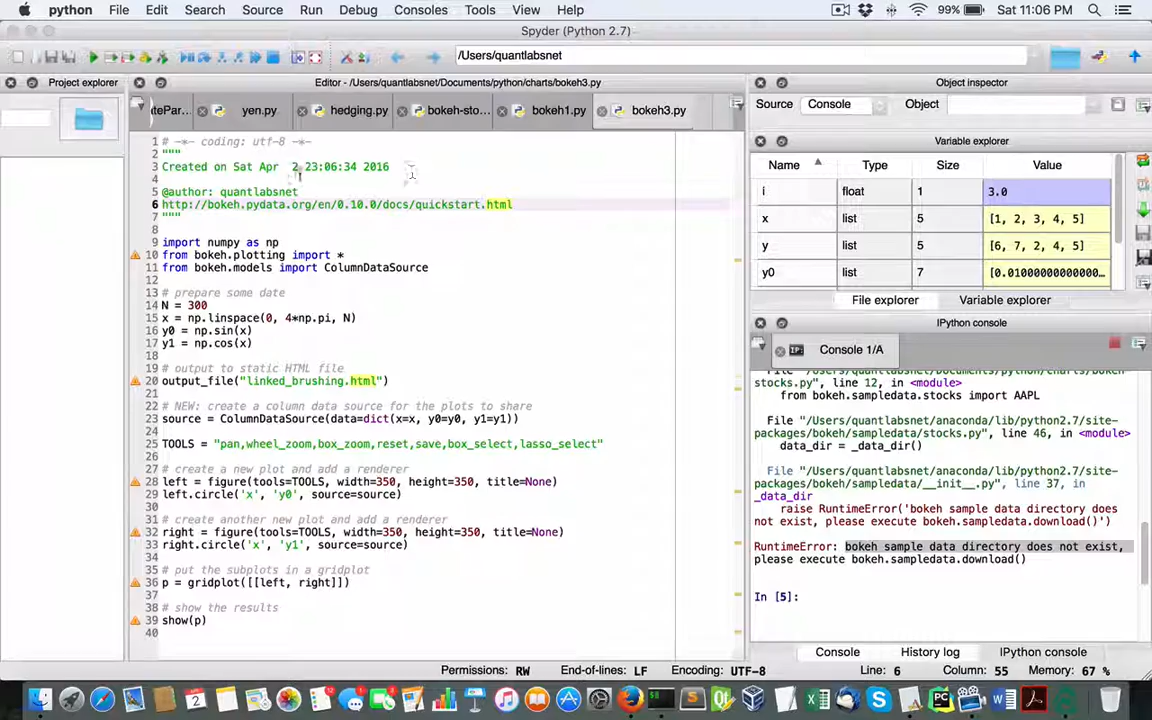 python File Edit Search Source Run Debug Consoles Tools View Help 99% Sat 11:06 PM
Spyder (Python 2.7)
/Users/quantlabsnet
Project explorer
Editor - /Users/quantlabsnet/Documents/python/charts/bokeh3.py
atePar... yen.py hedging.py bokeh-sto... bokeh1.py bokeh3.py
1 # -*- coding: utf-8 -*-
2 """
3 Created on Sat Apr  2 23:06:34 2016
4
5 @author: quantlabsnet
6 http://bokeh.pydata.org/en/0.10.0/docs/quickstart.html
7 """
8
9 import numpy as np
10 from bokeh.plotting import *
11 from bokeh.models import ColumnDataSource
12
13 # prepare some date
14 N = 300
15 x = np.linspace(0, 4*np.pi, N)
16 y0 = np.sin(x)
17 y1 = np.cos(x)
18
19 # output to static HTML file
20 output_file("linked_brushing.html")
21
22 # NEW: create a column data source for the plots to share
23 source = ColumnDataSource(data=dict(x=x, y0=y0, y1=y1))
24
25 TOOLS = "pan,wheel_zoom,box_zoom,reset,save,box_select,lasso_select"
26
27 # create a new plot and add a renderer
28 left = figure(tools=TOOLS, width=350, height=350, title=None)
29 left.circle('x', 'y0', source=source)
30
31 # create another new plot and add a renderer
32 right = figure(tools=TOOLS, width=350, height=350, title=None)
33 right.circle('x', 'y1', source=source)
34
35 # put the subplots in a gridplot
36 p = gridplot([[left, right]])
37
38 # show the results
39 show(p)
40
Object inspector
Source Console Object
Variable explorer
Name Type Size Value
i float 1 3.0
x list 5 [1, 2, 3, 4, 5]
y list 5 [6, 7, 2, 4, 5]
y0 list 7 [0.01000000000000...
File explorer Variable explorer
IPython console
Console 1/A
File "/Users/quantlabsnet/Documents/python/charts/bokeh-
stocks.py", line 12, in <module>
from bokeh.sampledata.stocks import AAPL
File "/Users/quantlabsnet/anaconda/lib/python2.7/site-
packages/bokeh/sampledata/stocks.py", line 46, in <module>
data_dir = _data_dir()
File "/Users/quantlabsnet/anaconda/lib/python2.7/site-
packages/bokeh/sampledata/__init__.py", line 37, in
_data_dir
raise RuntimeError('bokeh sample data directory does
not exist, please execute bokeh.sampledata.download()')
RuntimeError: bokeh sample data directory does not exist,
please execute bokeh.sampledata.download()
In [5]:
Console History log IPython console
Permissions: RW End-of-lines: LF Encoding: UTF-8 Line: 6 Column: 55 Memory: 67 %